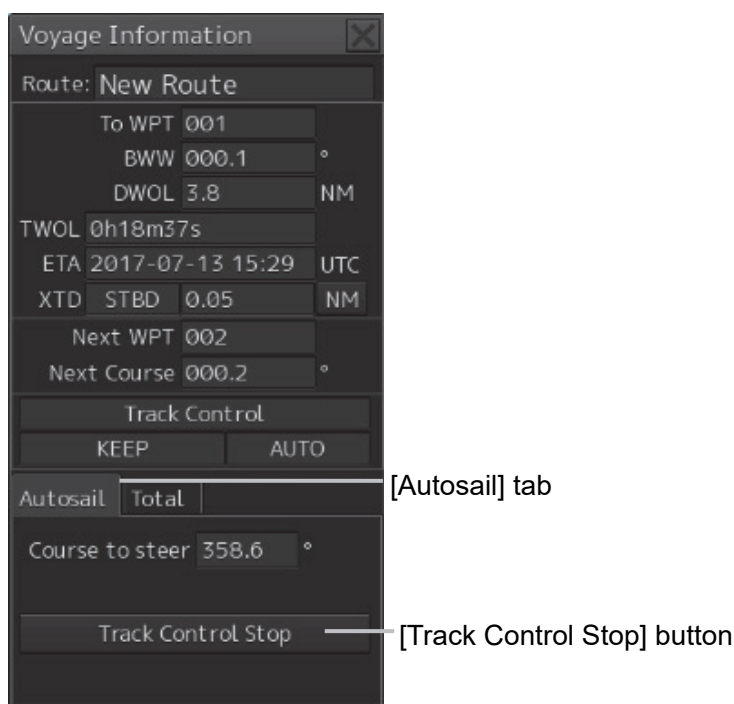 Voyage Information
Route: New Route
To WPT 001
BWW 000.1 °
DWOL 3.8 NM
TWOL 0h18m37s
ETA 2017-07-13 15:29 UTC
XTD STBD 0.05 NM
Next WPT 002
Next Course 000.2 °
Track Control
KEEP AUTO
Autosail Total
[Autosail] tab
Course to steer 358.6 °
Track Control Stop
[Track Control Stop] button